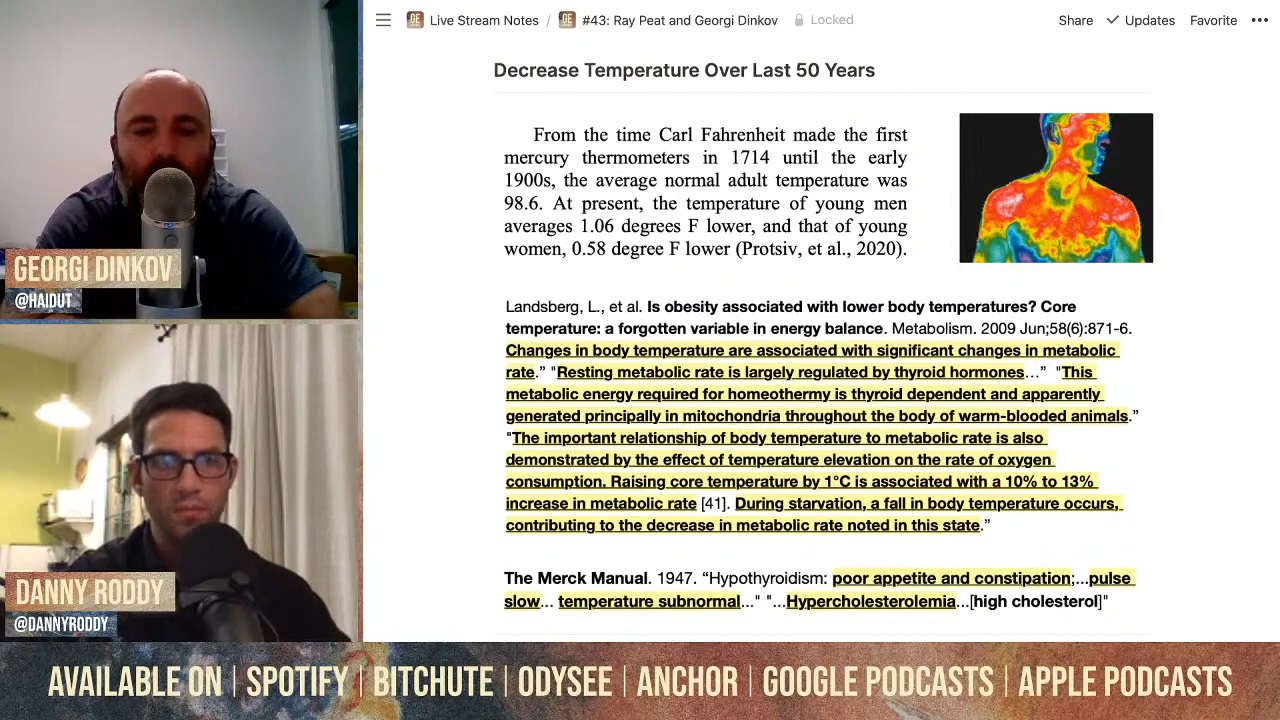 Live Stream Notes / #43: Ray Peat and Georgi Dinkov Locked
Share Updates Favorite
Decrease Temperature Over Last 50 Years
From the time Carl Fahrenheit made the first
mercury thermometers in 1714 until the early
1900s, the average normal adult temperature was
98.6. At present, the temperature of young men
averages 1.06 degrees F lower, and that of young
women, 0.58 degree F lower (Protsiv, et al., 2020).
Landsberg, L., et al. Is obesity associated with lower body temperatures? Core
temperature: a forgotten variable in energy balance. Metabolism. 2009 Jun;58(6):871-6.
Changes in body temperature are associated with significant changes in metabolic
rate.” "Resting metabolic rate is largely regulated by thyroid hormones…” "This
metabolic energy required for homeothermy is thyroid dependent and apparently
generated principally in mitochondria throughout the body of warm-blooded animals.”
"The important relationship of body temperature to metabolic rate is also
demonstrated by the effect of temperature elevation on the rate of oxygen
consumption. Raising core temperature by 1°C is associated with a 10% to 13%
increase in metabolic rate [41]. During starvation, a fall in body temperature occurs,
contributing to the decrease in metabolic rate noted in this state.”
The Merck Manual. 1947. “Hypothyroidism: poor appetite and constipation;...pulse
slow... temperature subnormal..." "...Hypercholesterolemia...[high cholesterol]"
GEORGI DINKOV
@HAIDUT
DANNY RODDY
@DANNYRODDY
AVAILABLE ON | SPOTIFY | BITCHUTE | ODYSEE | ANCHOR | GOOGLE PODCASTS | APPLE PODCASTS